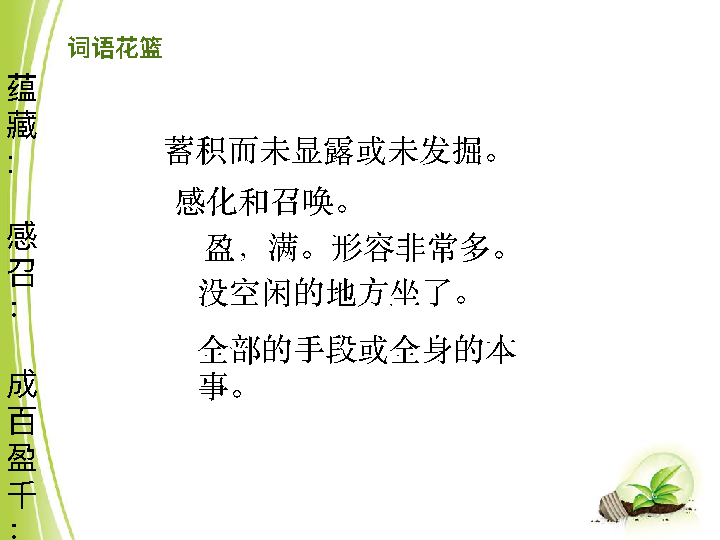 词语花篮
蕴藏：
感召：
成百盈千：
蓄积而未显露或未发掘。
感化和召唤。
盈，满。形容非常多。
没空闲的地方坐了。
全部的手段或全身的本
事。